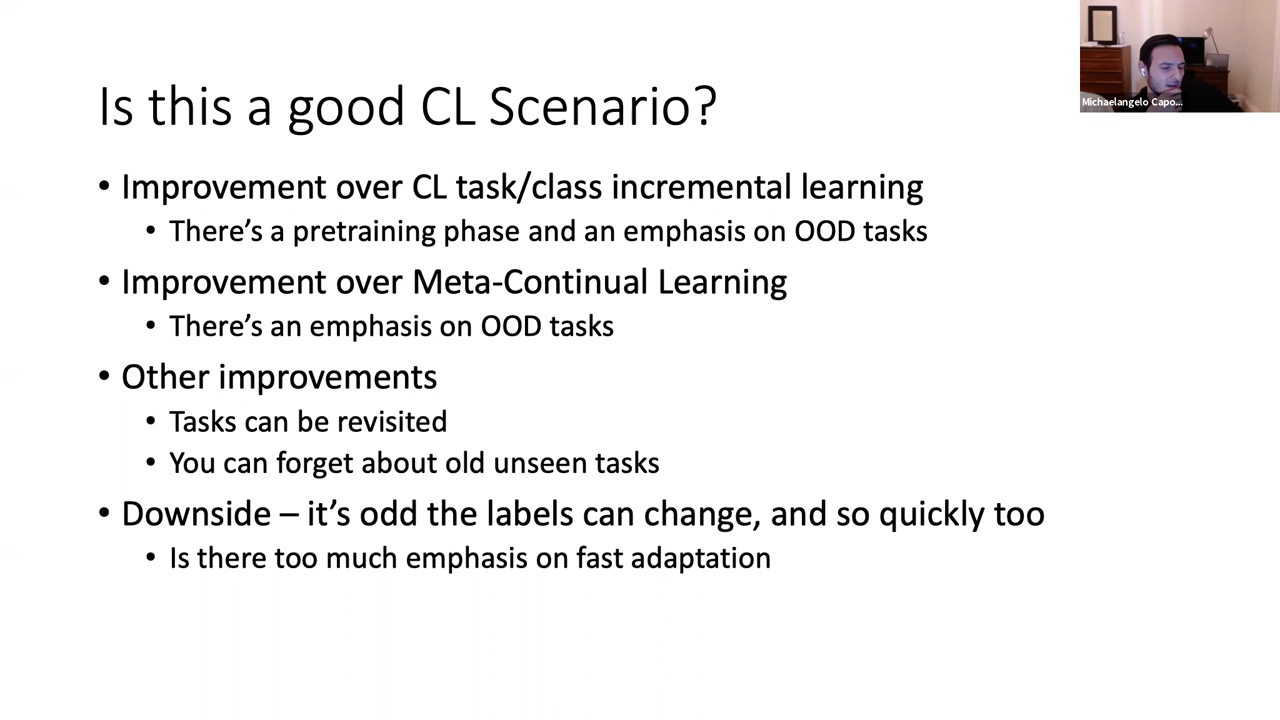 Is this a good CL Scenario?
• Improvement over CL task/class incremental learning
• There's a pretraining phase and an emphasis on OOD tasks
• Improvement over Meta-Continual Learning
• There's an emphasis on OOD tasks
• Other improvements
• Tasks can be revisited
• You can forget about old unseen tasks
• Downside – it's odd the labels can change, and so quickly too
• Is there too much emphasis on fast adaptation
Michaelangelo Capo...